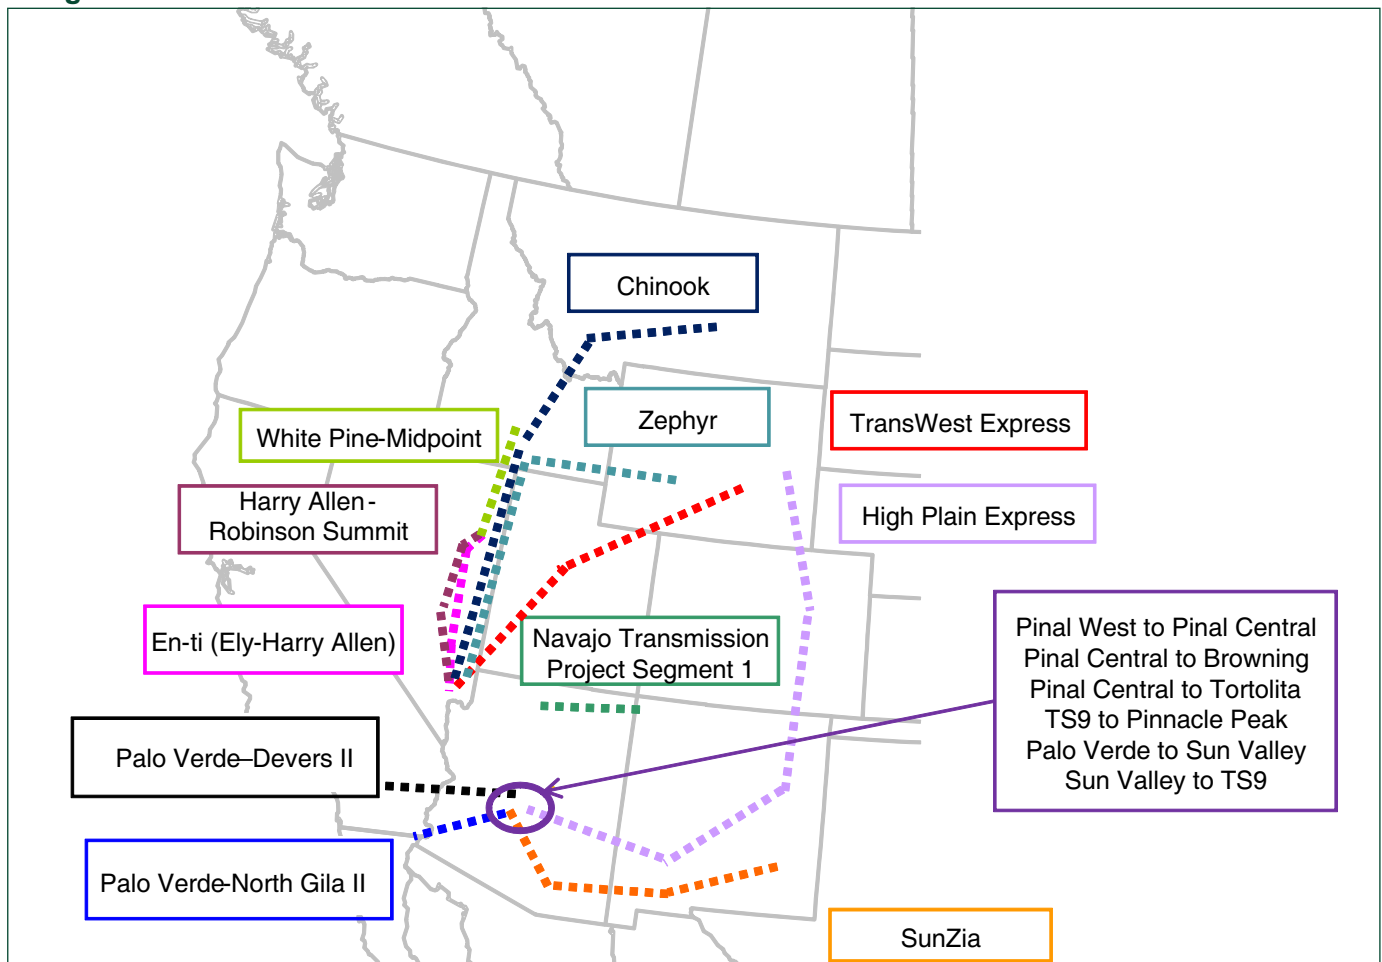 Chinook
Zephyr
TransWest Express
White Pine-Midpoint
Harry Allen-
Robinson Summit
High Plain Express
En-ti (Ely-Harry Allen)
Navajo Transmission
Project Segment 1
Pinal West to Pinal Central
Pinal Central to Browning
Pinal Central to Tortolita
TS9 to Pinnacle Peak
Palo Verde to Sun Valley
Sun Valley to TS9
Palo Verde–Devers II
Palo Verde-North Gila II
SunZia